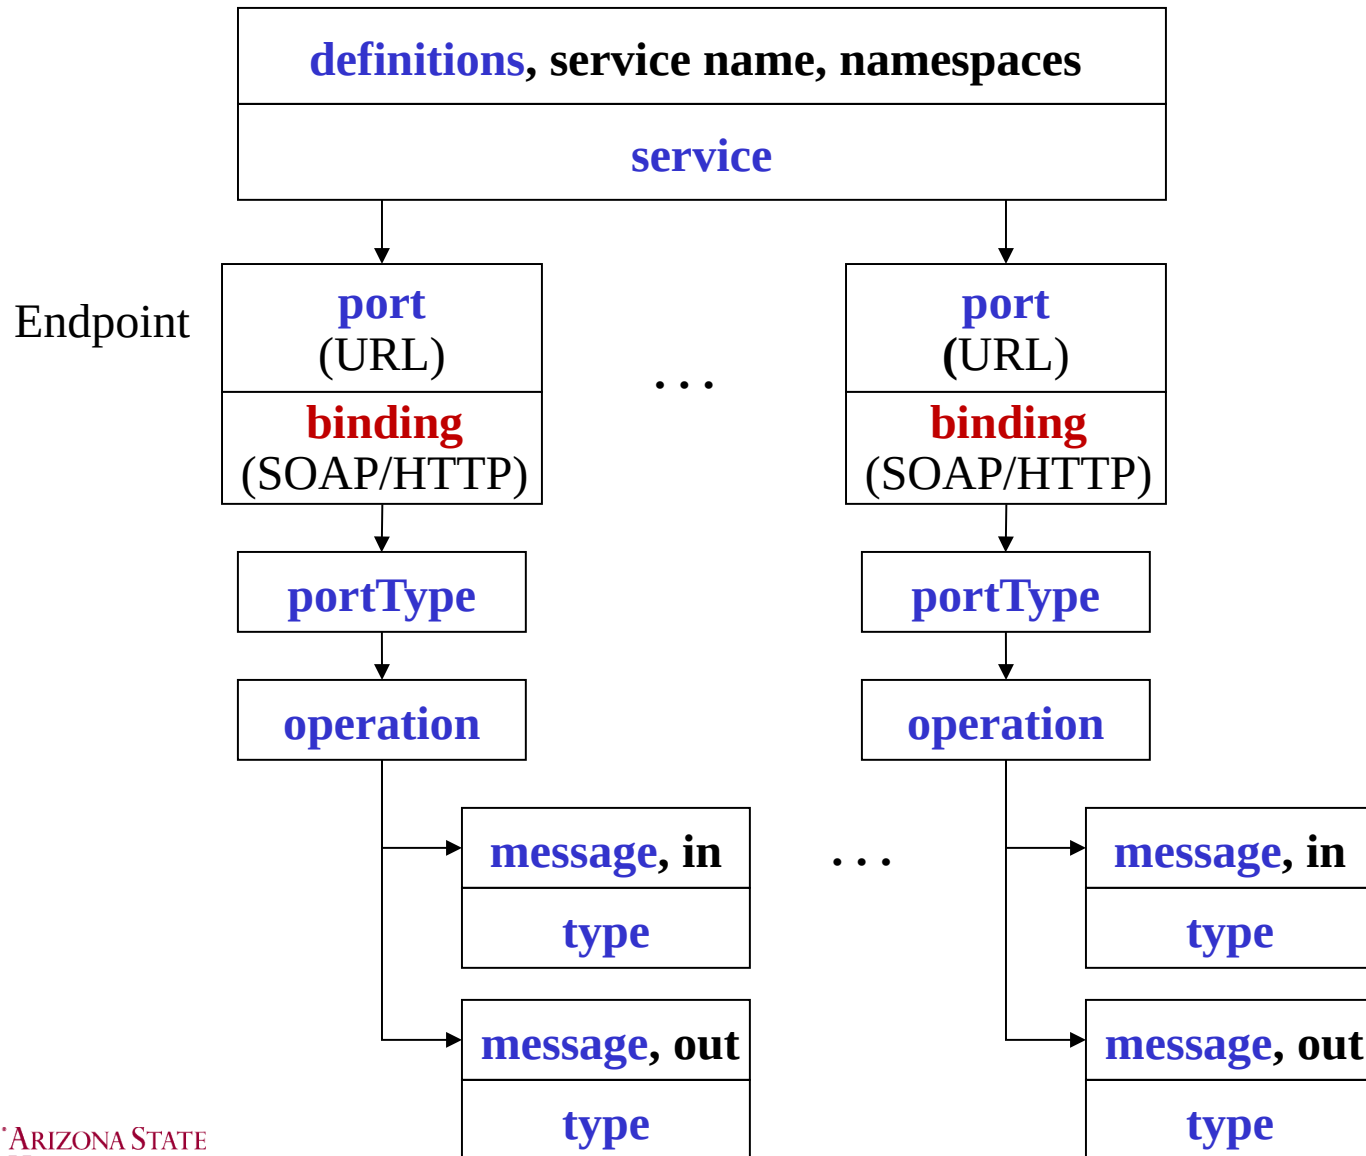 definitions, service name, namespaces
service
Endpoint
port
(URL)
binding
(SOAP/HTTP)
. . .
port
(URL)
binding
(SOAP/HTTP)
portType
portType
operation
operation
message, in
type
. . .
message, in
type
message, out
type
message, out
type
ARIZONA STATE